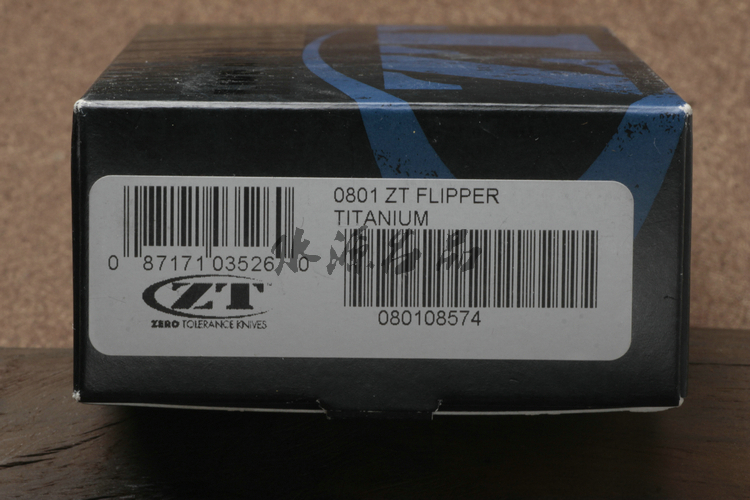 0801 ZT FLIPPER
TITANIUM
0 87171 03526 0
ZT
ZERO TOLERANCE KNIVES
080108574